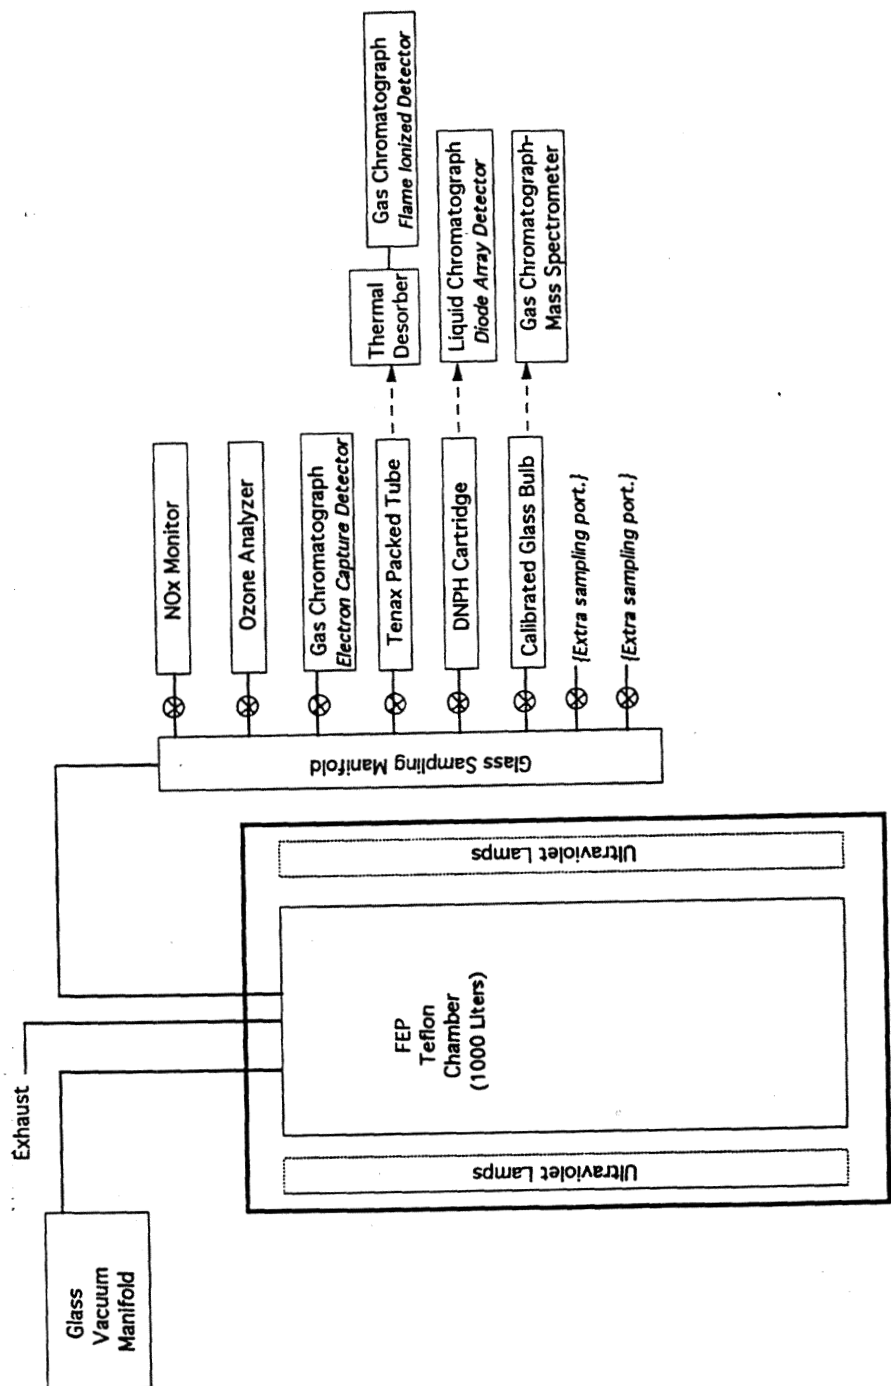 Glass
Vacuum
Manifold
Exhaust
FEP
Teflon
Chamber
(1000 Liters)
Ultraviolet Lamps
Ultraviolet Lamps
Glass Sampling Manifold
NOx Monitor
Ozone Analyzer
Gas Chromatograph
Electron Capture Detector
Tenax Packed Tube
Thermal
Desorber
Gas Chromatograph
Flame Ionized Detector
DNPH Cartridge
Liquid Chromatograph
Diode Array Detector
Calibrated Glass Bulb
Gas Chromatograph-
Mass Spectrometer
{Extra sampling port.}
{Extra sampling port.}